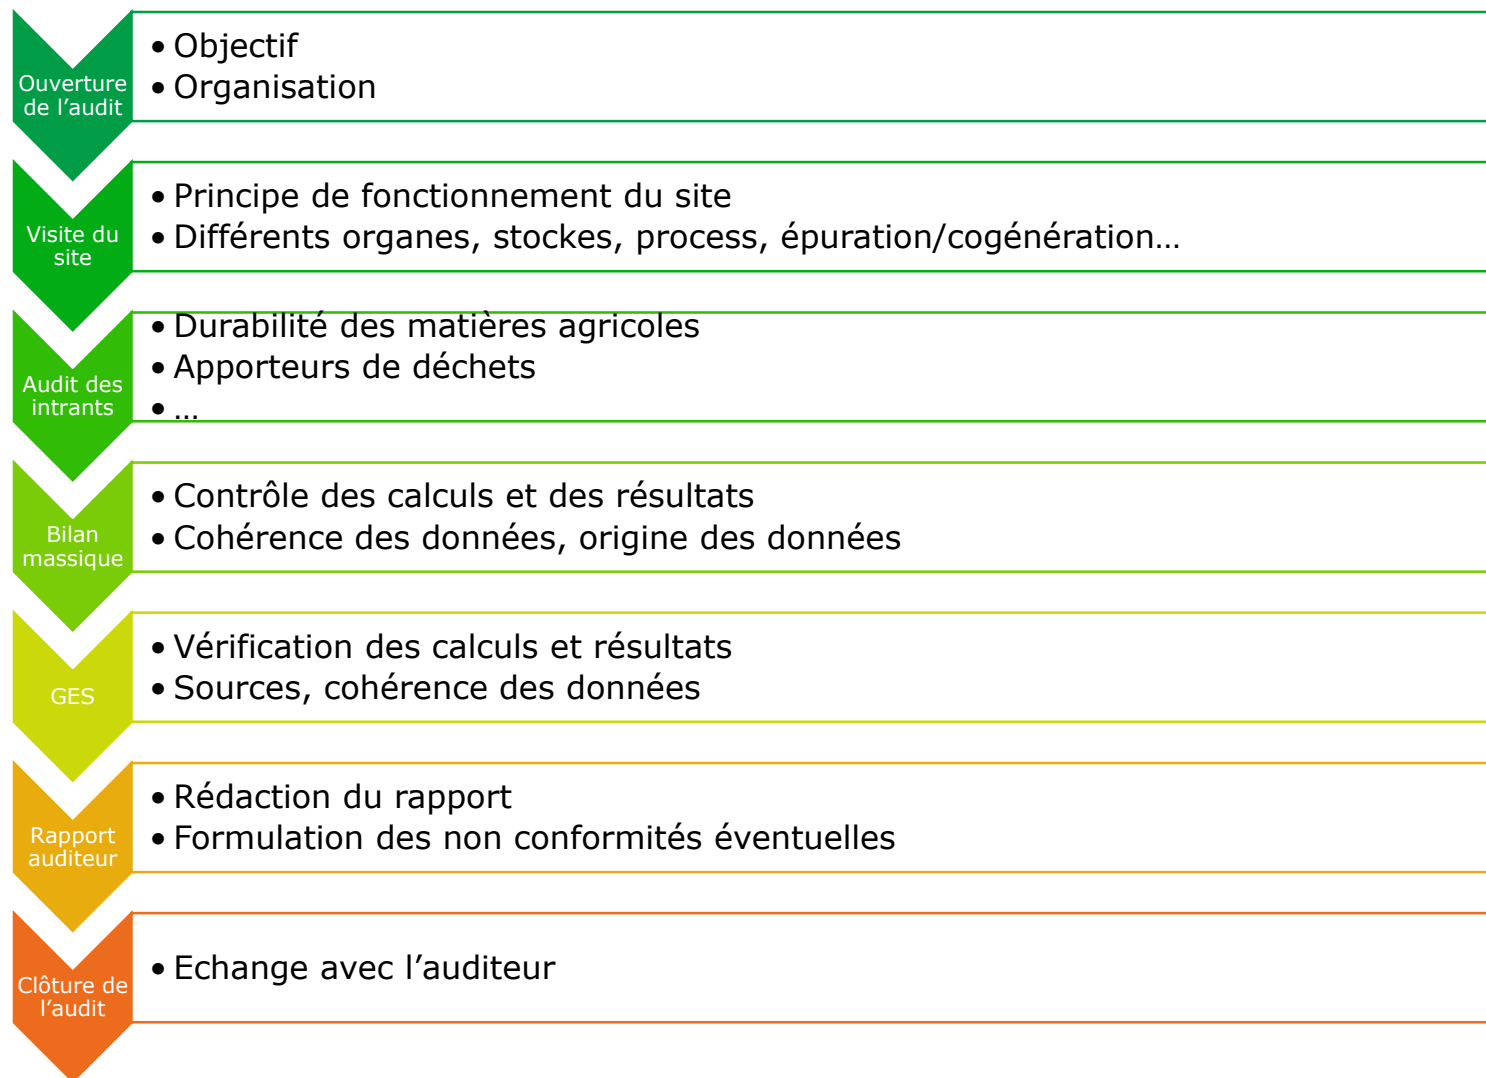 Ouverture
de l’audit
• Objectif
• Organisation
Visite du
site
• Principe de fonctionnement du site
• Différents organes, stockes, process, épuration/cogénération…
Audit des
intrants
• Durabilité des matières agricoles
• Apporteurs de déchets
• …
Bilan
massique
• Contrôle des calculs et des résultats
• Cohérence des données, origine des données
GES
• Vérification des calculs et résultats
• Sources, cohérence des données
Rapport
auditeur
• Rédaction du rapport
• Formulation des non conformités éventuelles
Clôture de
l’audit
• Echange avec l’auditeur